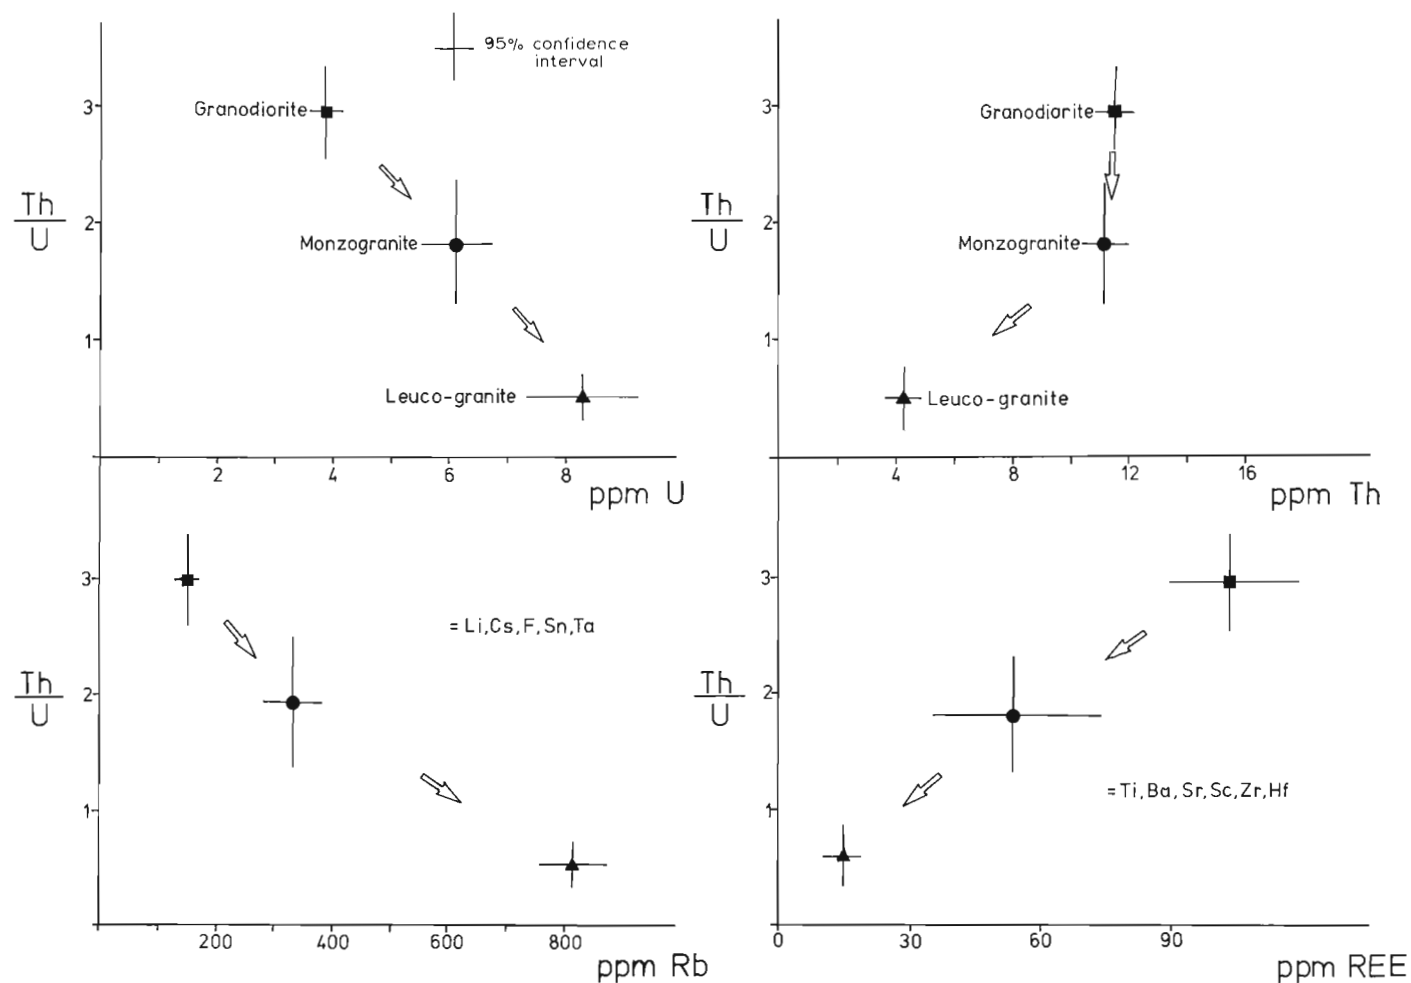 95% confidence
interval
Granodiorite
3
Th
U
2
Monzogranite
1
Leuco-granite
2
4
6
8
ppm U
Granodiarite
3
Th
U
2
Monzogranite
1
Leuco-granite
4
8
12
16
ppm Th
3
= Li,Cs,F,Sn,Ta
Th
U
2
1
200
400
600
800
ppm Rb
3
Th
U
2
= Ti,Ba,Sr,Sc,Zr,Hf
1
0
30
60
90
ppm REE